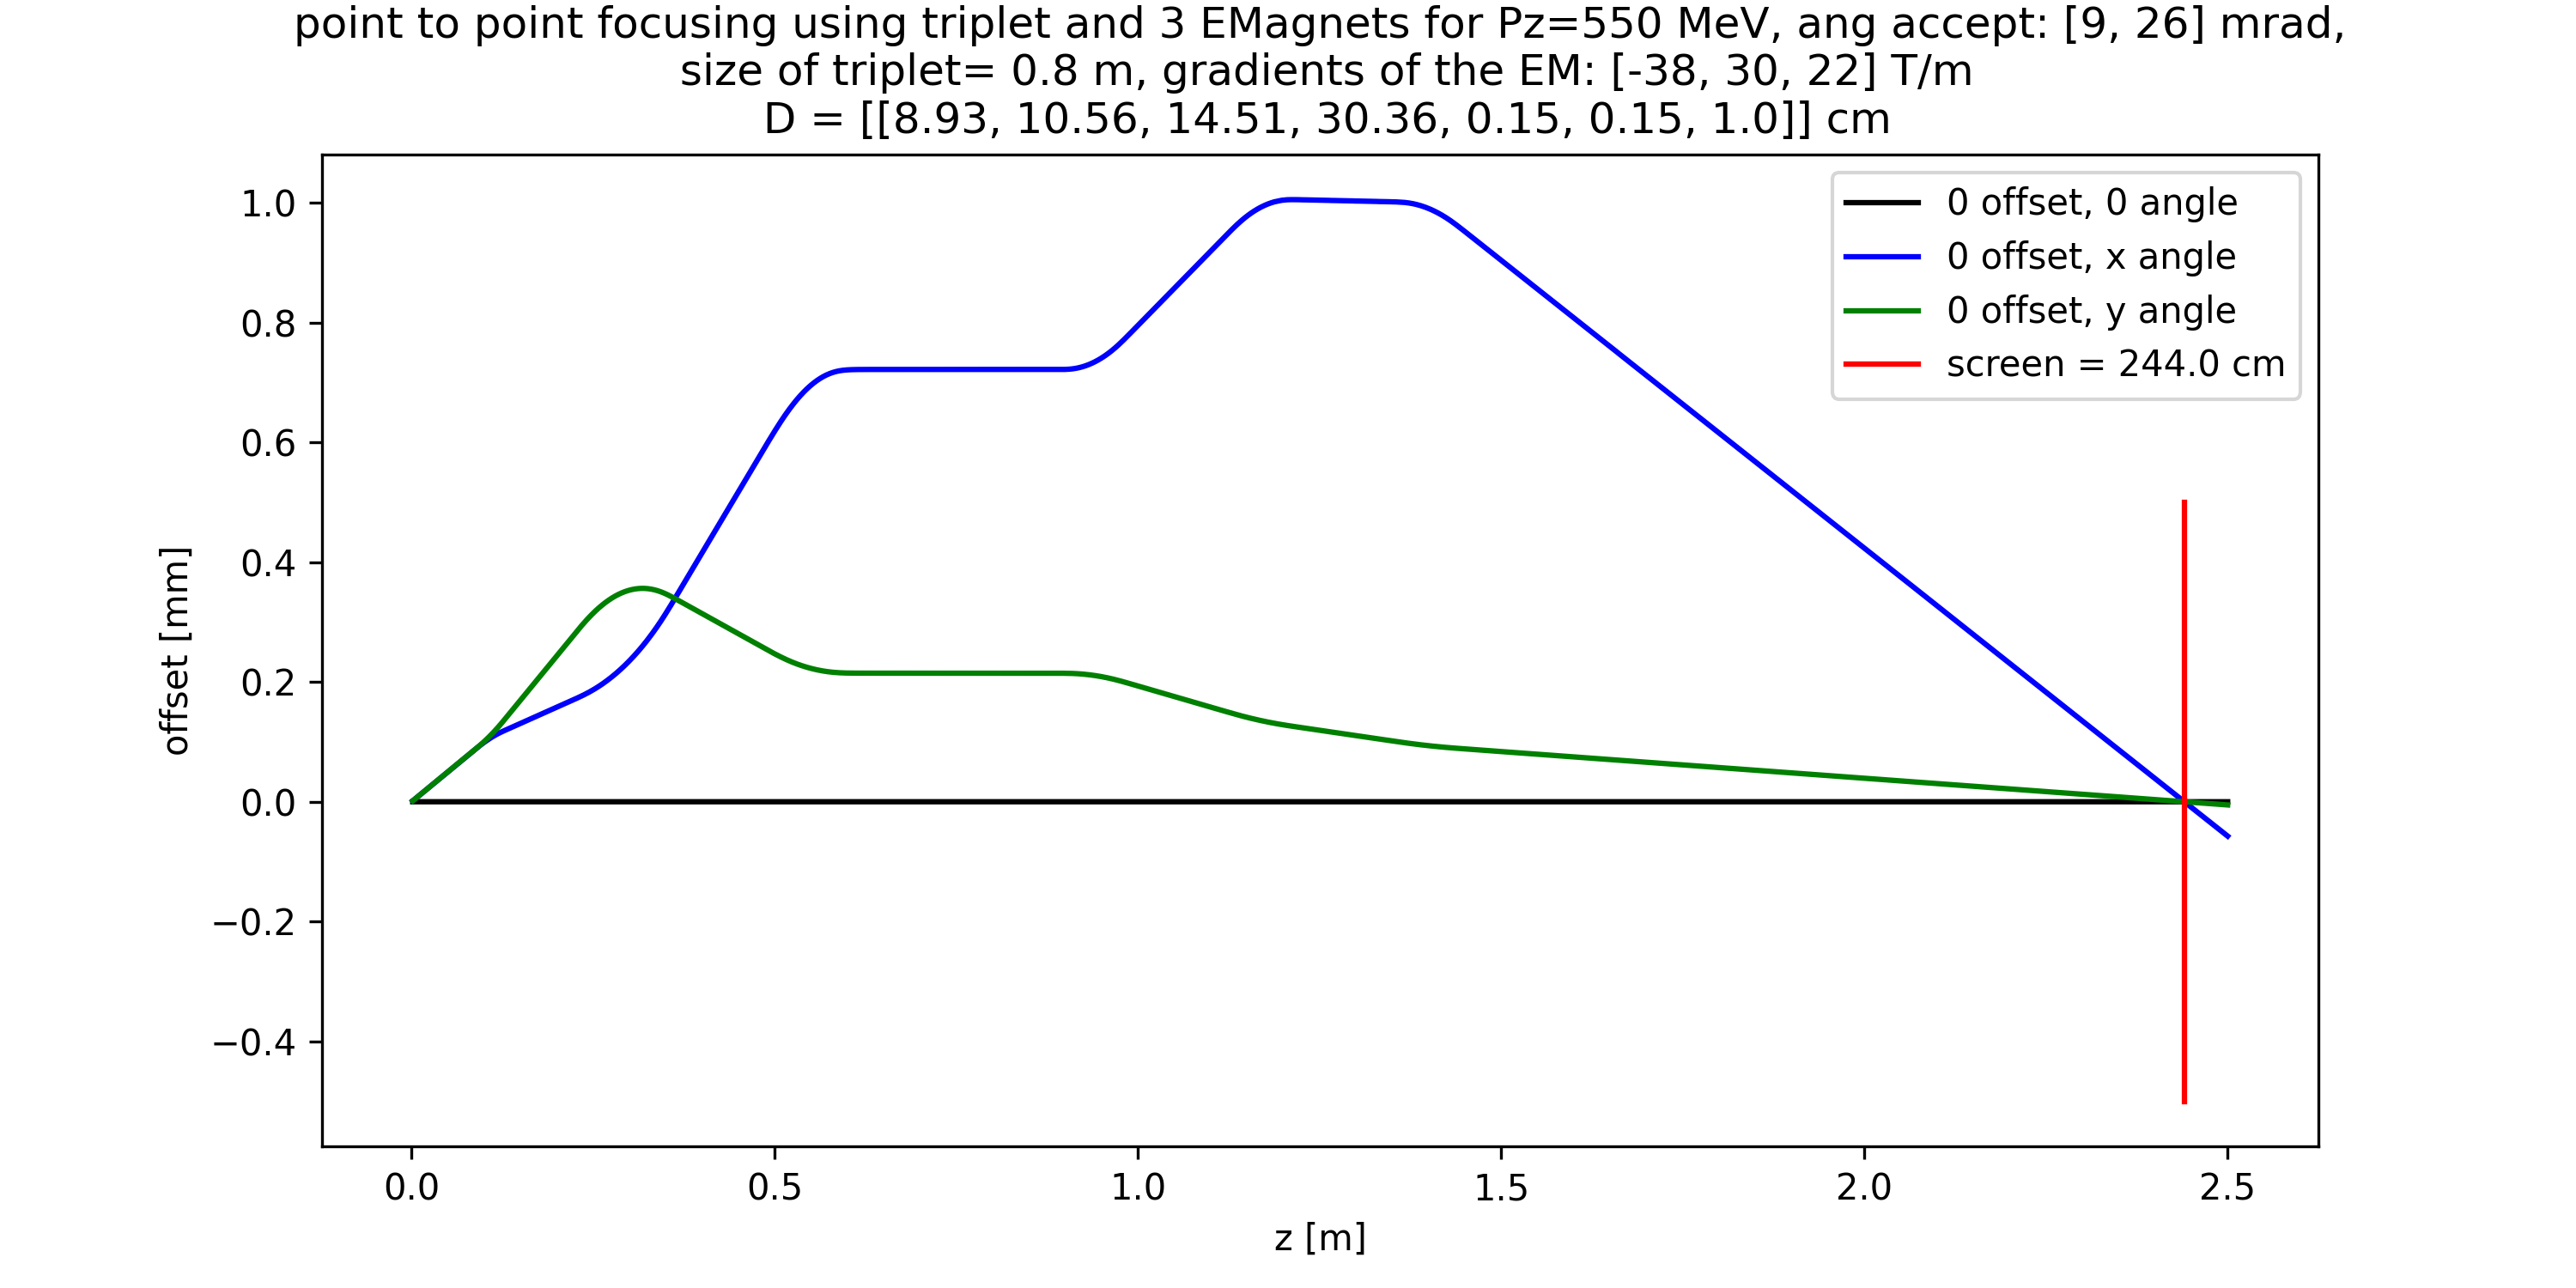 point to point focusing using triplet and 3 EMagnets for Pz=550 MeV, ang accept: [9, 26] mrad,
size of triplet= 0.8 m, gradients of the EM: [-38, 30, 22] T/m
D = [[8.93, 10.56, 14.51, 30.36, 0.15, 0.15, 1.0]] cm
0 offset, 0 angle
0 offset, x angle
0 offset, y angle
screen = 244.0 cm
offset [mm]
1.0
0.8
0.6
0.4
0.2
0.0
−0.2
−0.4
0.0 0.5 1.0 1.5 2.0 2.5
z [m]